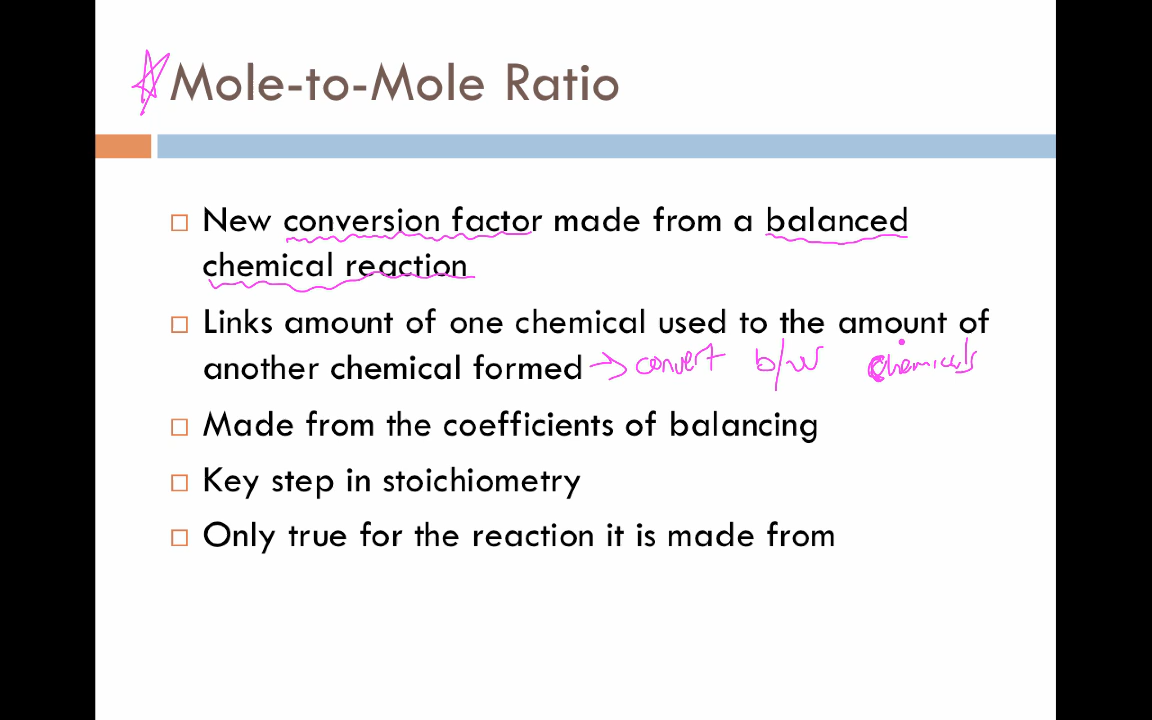 Mole-to-Mole Ratio
New conversion factor made from a balanced
chemical reaction
Links amount of one chemical used to the amount of
another chemical formed → convert b/w chemicals
Made from the coefficients of balancing
Key step in stoichiometry
Only true for the reaction it is made from